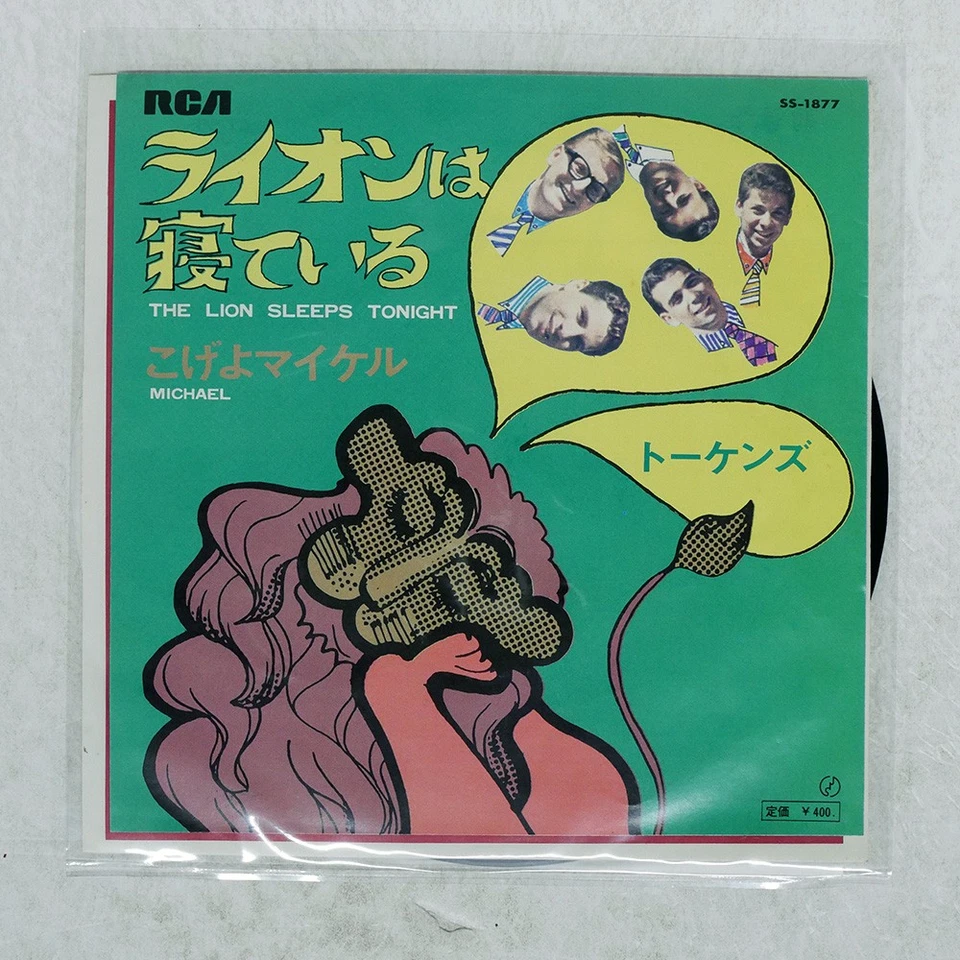 RCA
SS-1877
ライオンは
寝ている
THE LION SLEEPS TONIGHT
こげよマイケル
MICHAEL
トーケンズ
定価 ¥400.